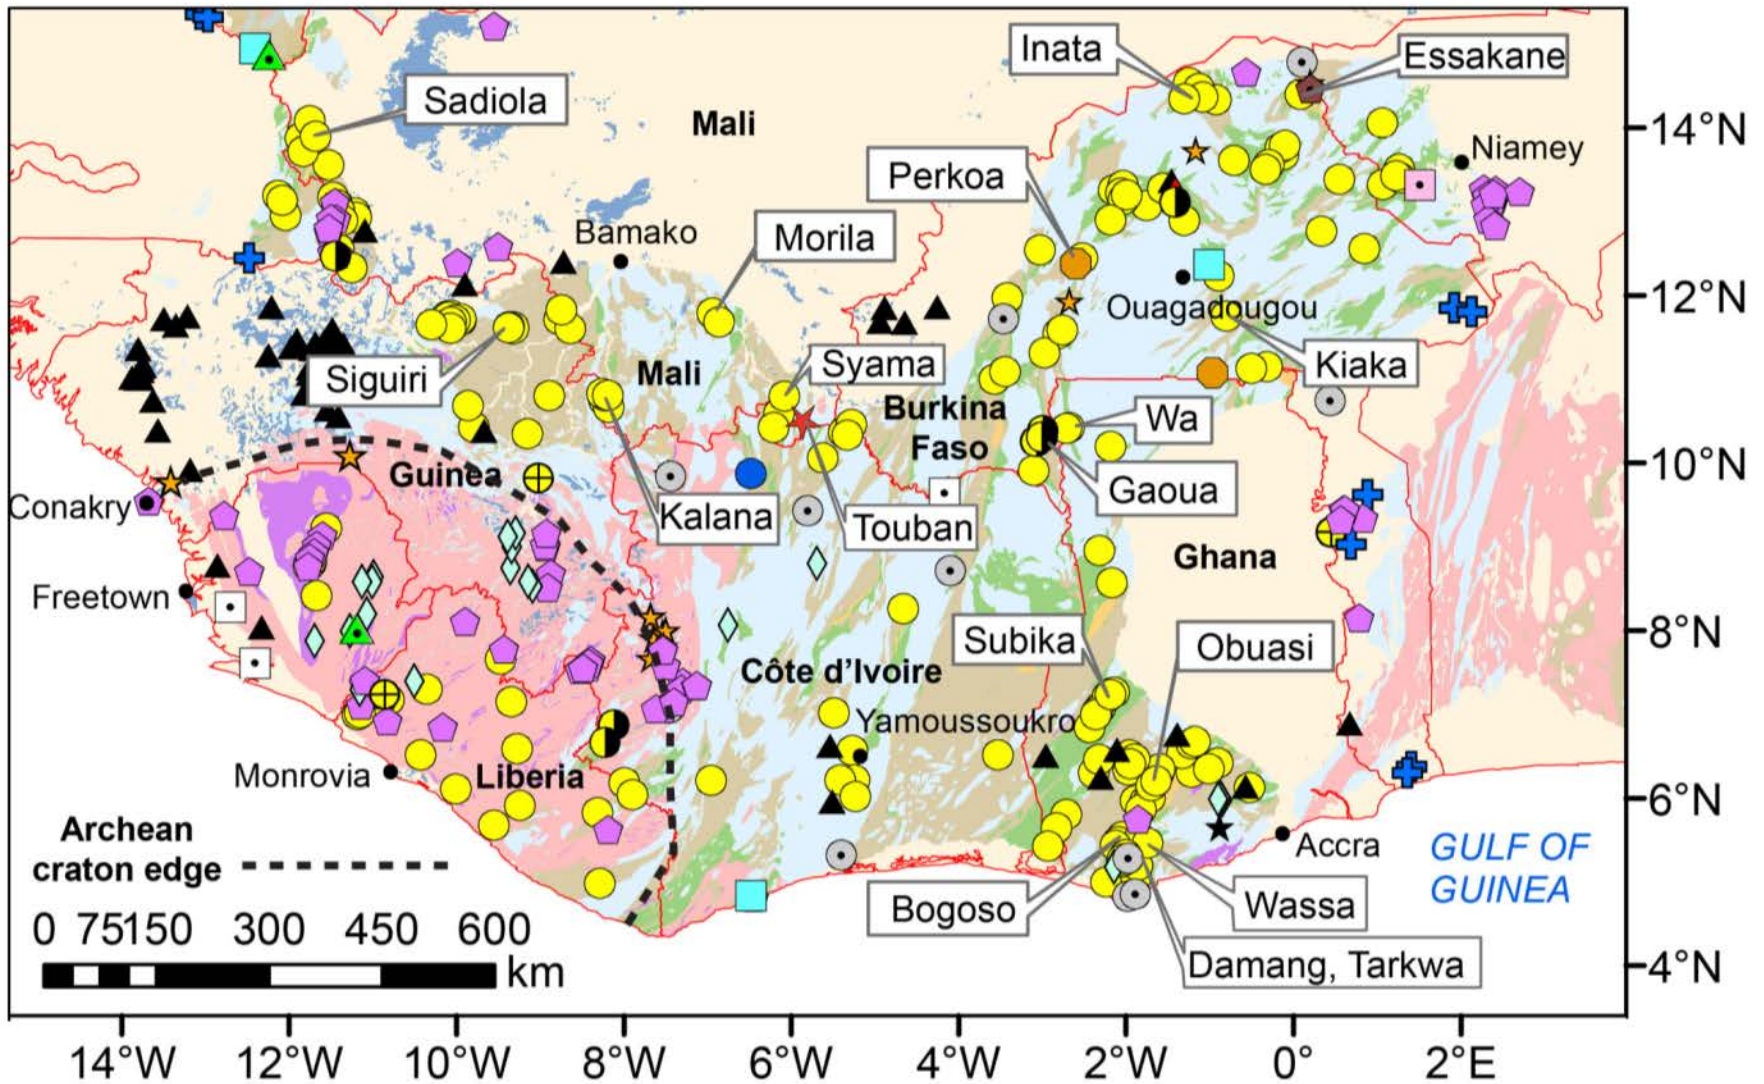 Inata
Essakane
Sadiola
Mali
14°N
Niamey
Perkoa
Bamako
Morila
12°N
Ouagadougou
Siguiri
Mali
Syama
Kiaka
Burkina
Faso
Wa
10°N
Guinea
Gaoua
Conakry
Kalana
Touban
Ghana
Freetown
8°N
Subika
Obuasi
Côte d’Ivoire
Yamoussoukro
Monrovia
Liberia
6°N
Archean
craton edge
Accra
GULF OF
GUINEA
Bogoso
Wassa
0 75150 300 450 600
km
Damang, Tarkwa
4°N
14°W 12°W 10°W 8°W 6°W 4°W 2°W 0° 2°E